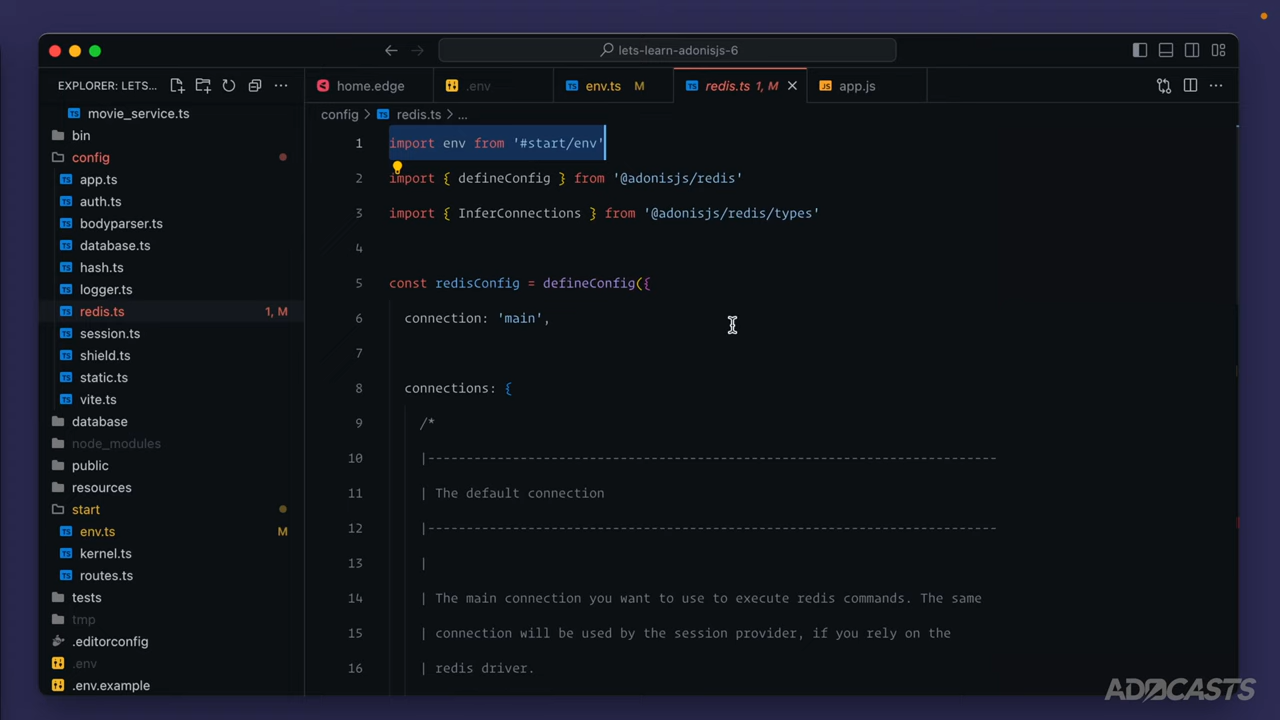 lets-learn-adonisjs-6
EXPLORER: LETS...
home.edge
.env
env.ts M
redis.ts 1, M
app.js
config > redis.ts > ...
movie_service.ts
bin
config
app.ts
auth.ts
bodyparser.ts
database.ts
hash.ts
logger.ts
redis.ts 1, M
session.ts
shield.ts
static.ts
vite.ts
database
node_modules
public
resources
start
env.ts M
kernel.ts
routes.ts
tests
tmp
.editorconfig
.env
.env.example
1 import env from '#start/env'
2 import { defineConfig } from '@adonisjs/redis'
3 import { InferConnections } from '@adonisjs/redis/types'
4
5 const redisConfig = defineConfig({
6 connection: 'main',
7
8 connections: {
9 /*
10 |--------------------------------------------------------------------------
11 | The default connection
12 |--------------------------------------------------------------------------
13 |
14 | The main connection you want to use to execute redis commands. The same
15 | connection will be used by the session provider, if you rely on the
16 | redis driver.
ADOCASTS